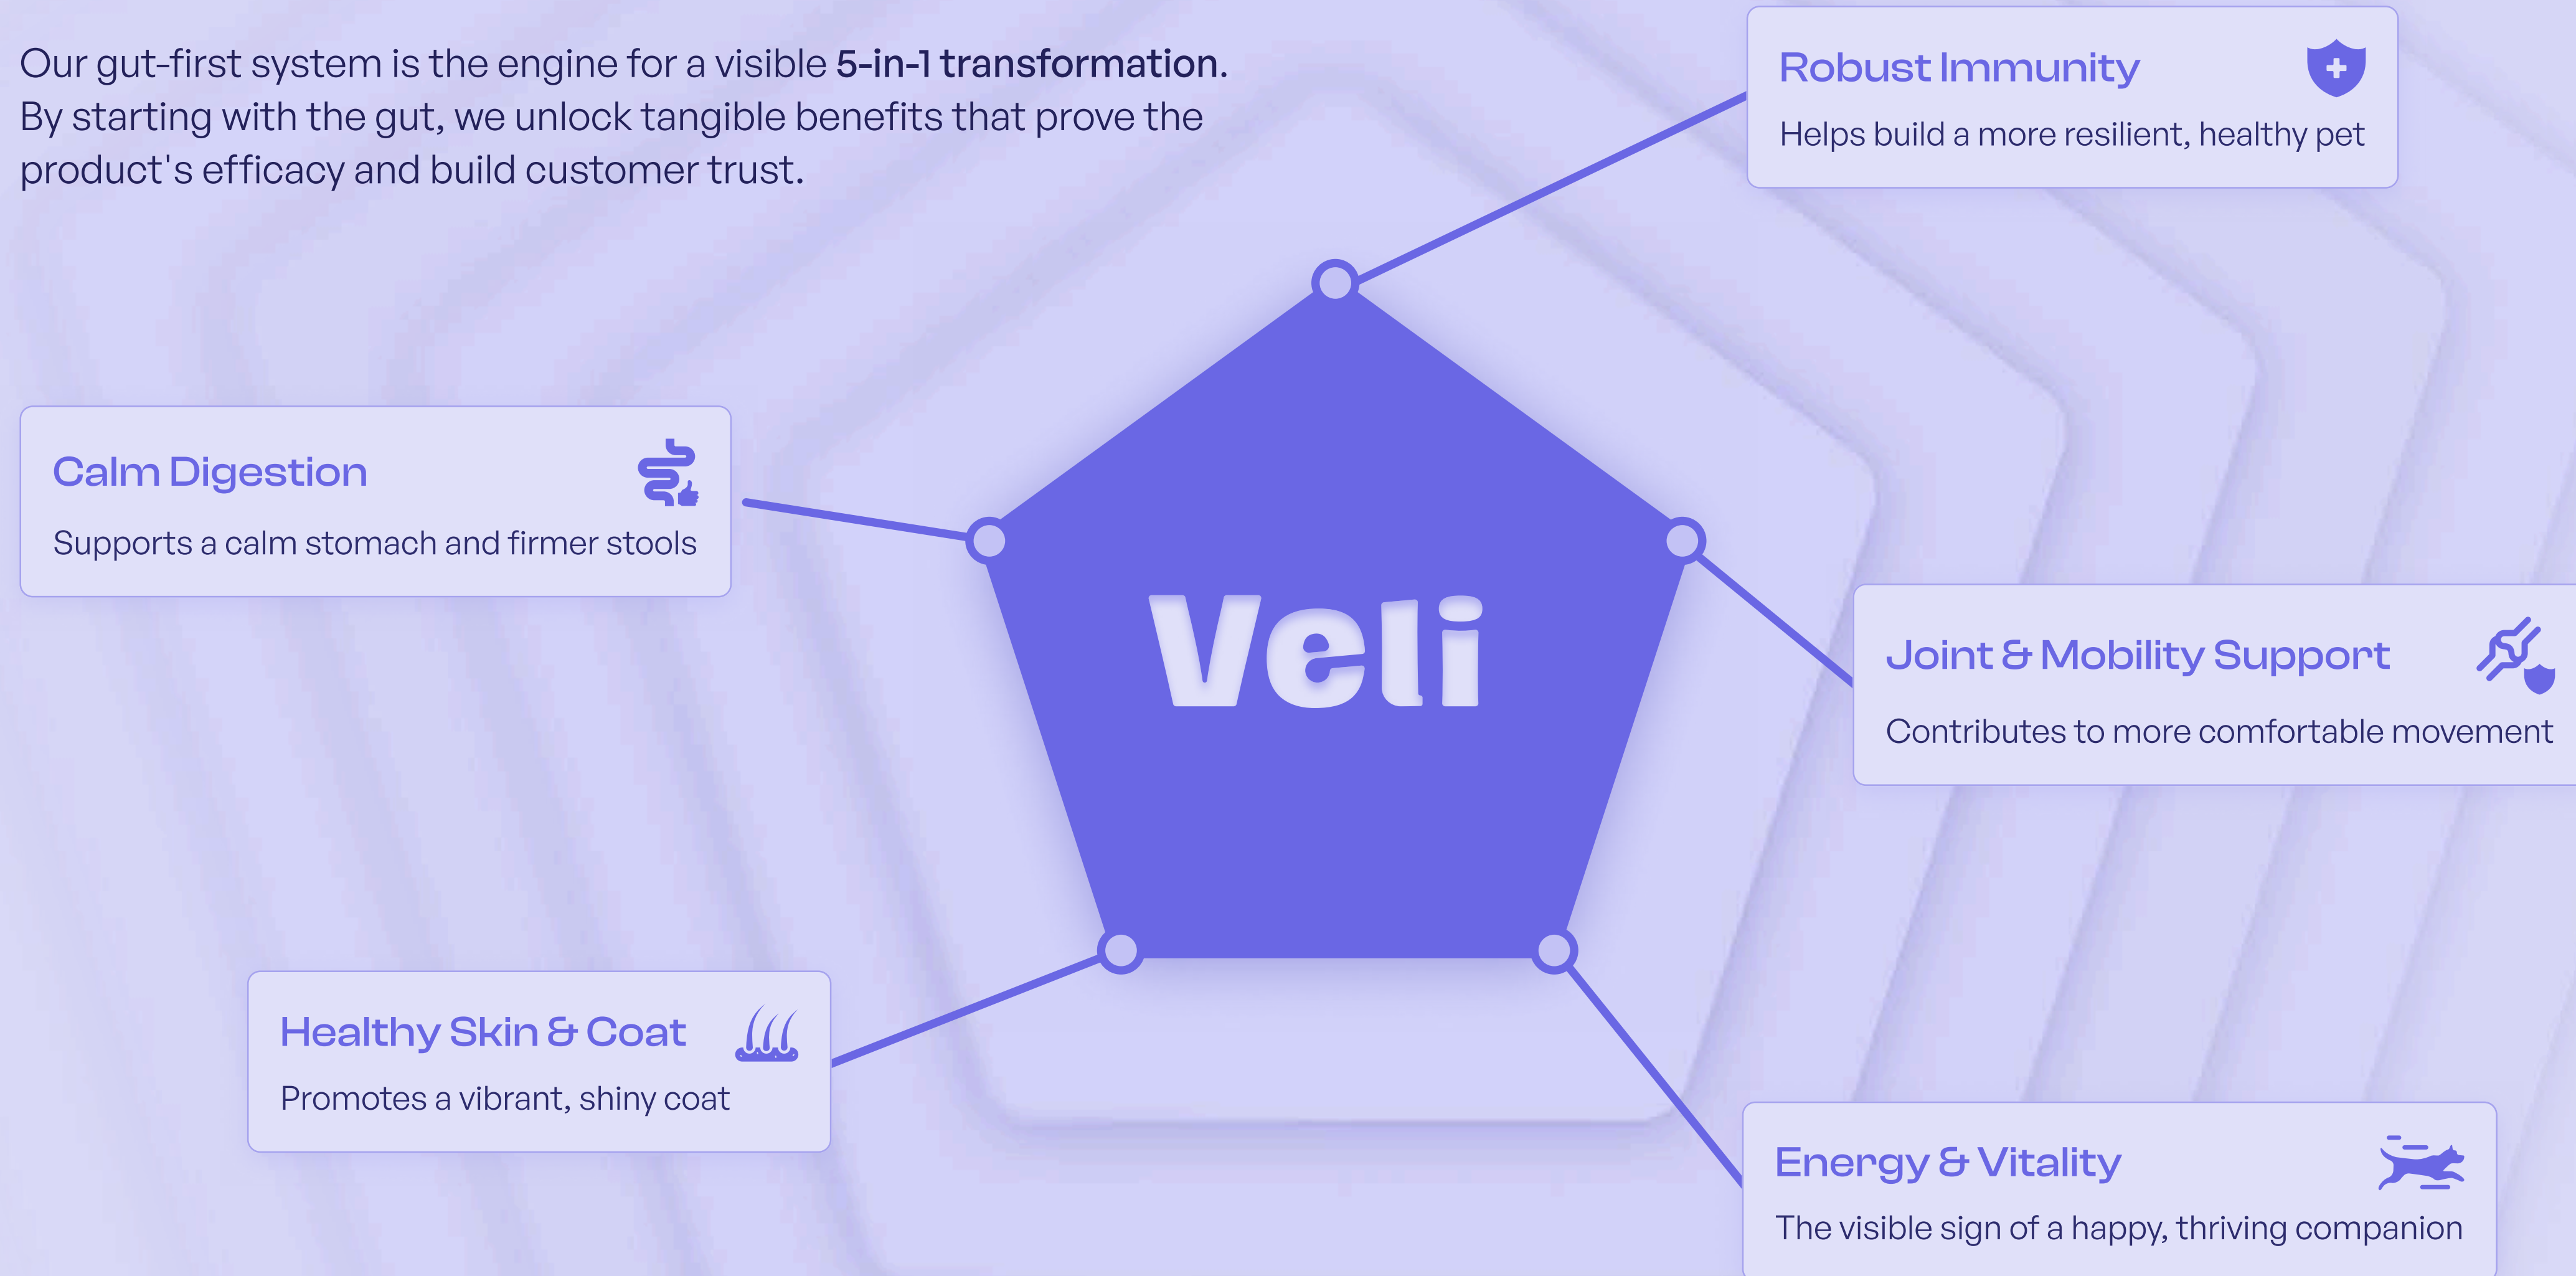 Our gut-first system is the engine for a visible 5-in-1 transformation.
By starting with the gut, we unlock tangible benefits that prove the
product's efficacy and build customer trust.
Robust Immunity
Helps build a more resilient, healthy pet
Calm Digestion
Supports a calm stomach and firmer stools
Veli
Joint & Mobility Support
Contributes to more comfortable movement
Healthy Skin & Coat
Promotes a vibrant, shiny coat
Energy & Vitality
The visible sign of a happy, thriving companion